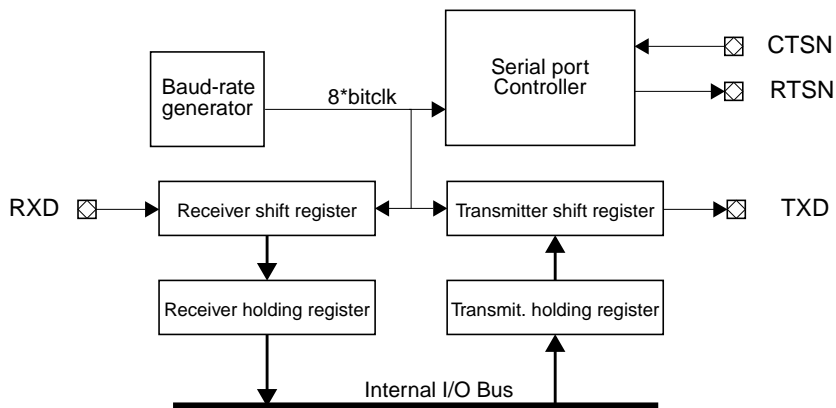 CTSN
Serial port
Controller
Baud-rate
generator
8*bitclk
RTSN
RXD
Receiver shift register
Transmitter shift register
TXD
Receiver holding register
Transmit. holding register
Internal I/O Bus